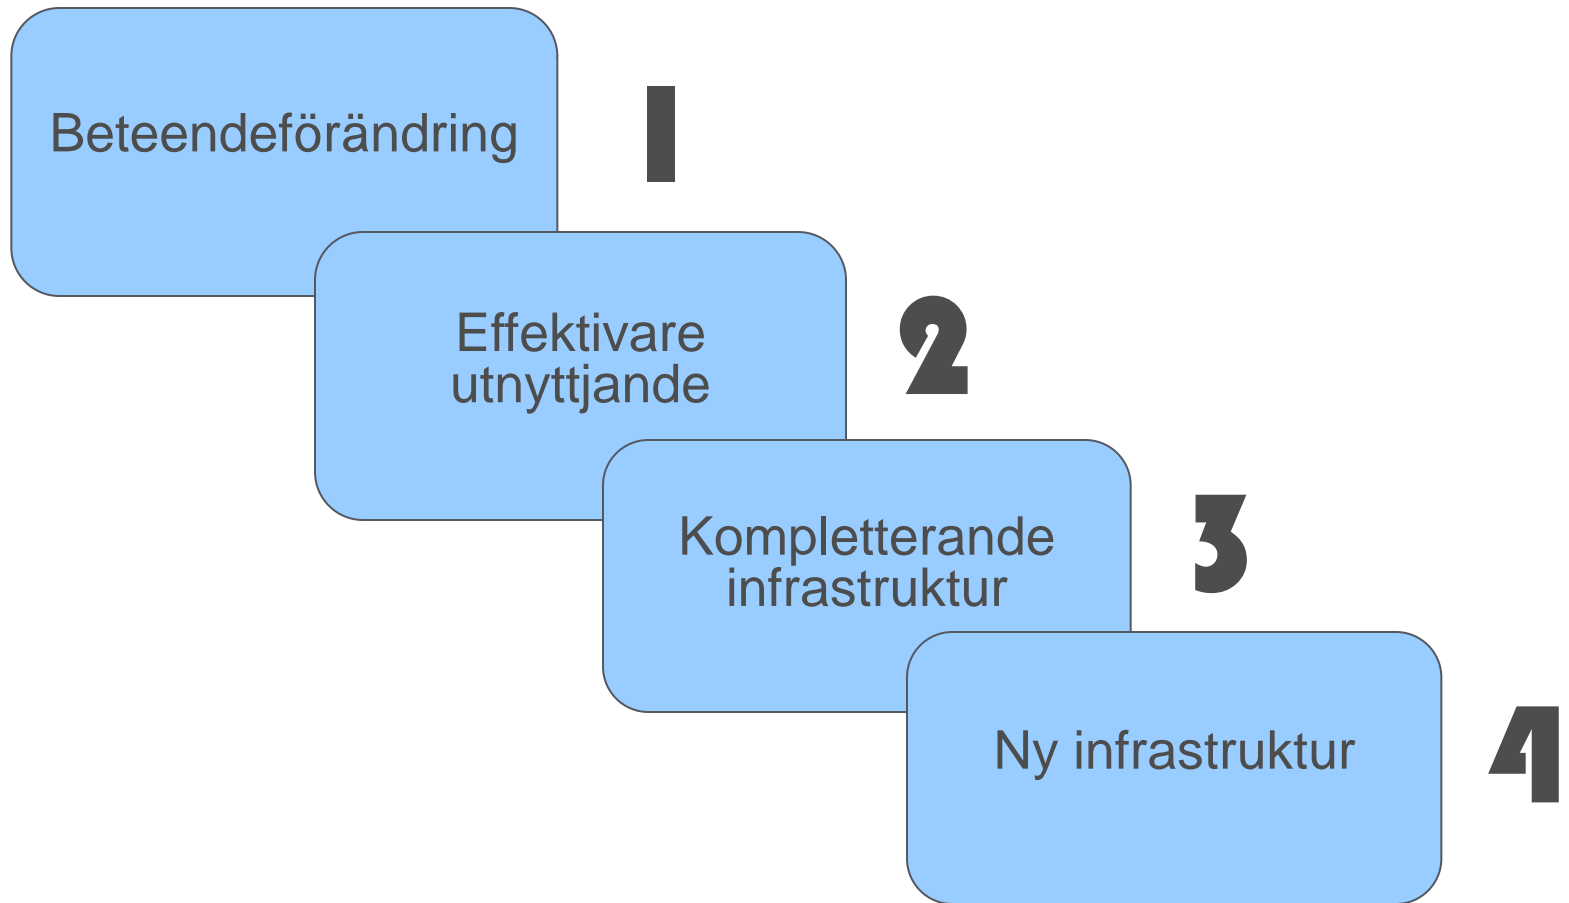 Beteendeförändring
1
Effektivare
utnyttjande
2
Kompletterande
infrastruktur
3
Ny infrastruktur
4